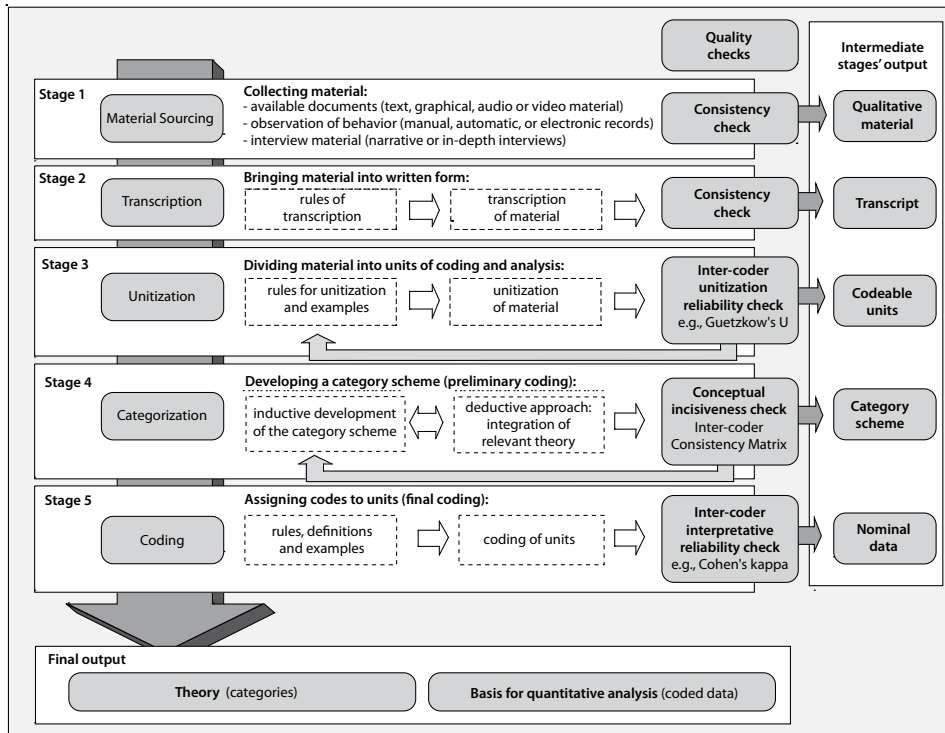 Quality
checks
Intermediate
stages' output
Stage 1
Material Sourcing
Collecting material:
- available documents (text, graphical, audio or video material)
- observation of behavior (manual, automatic, or electronic records)
- interview material (narrative or in-depth interviews)
Consistency
check
Qualitative
material
Stage 2
Transcription
Bringing material into written form:
rules of
transcription
transcription
of material
Consistency
check
Transcript
Stage 3
Unitization
Dividing material into units of coding and analysis:
rules for unitization
and examples
unitization
of material
Inter-coder
unitization
reliability check
e.g., Guetzkow's U
Codeable
units
Stage 4
Categorization
Developing a category scheme (preliminary coding):
inductive development
of the category scheme
deductive approach:
integration of
relevant theory
Conceptual
incisiveness check
Inter-coder
Consistency Matrix
Category
scheme
Stage 5
Coding
Assigning codes to units (final coding):
rules, definitions
and examples
coding of units
Inter-coder
interpretative
reliability check
e.g., Cohen's kappa
Nominal
data
Final output
Theory (categories)
Basis for quantitative analysis (coded data)